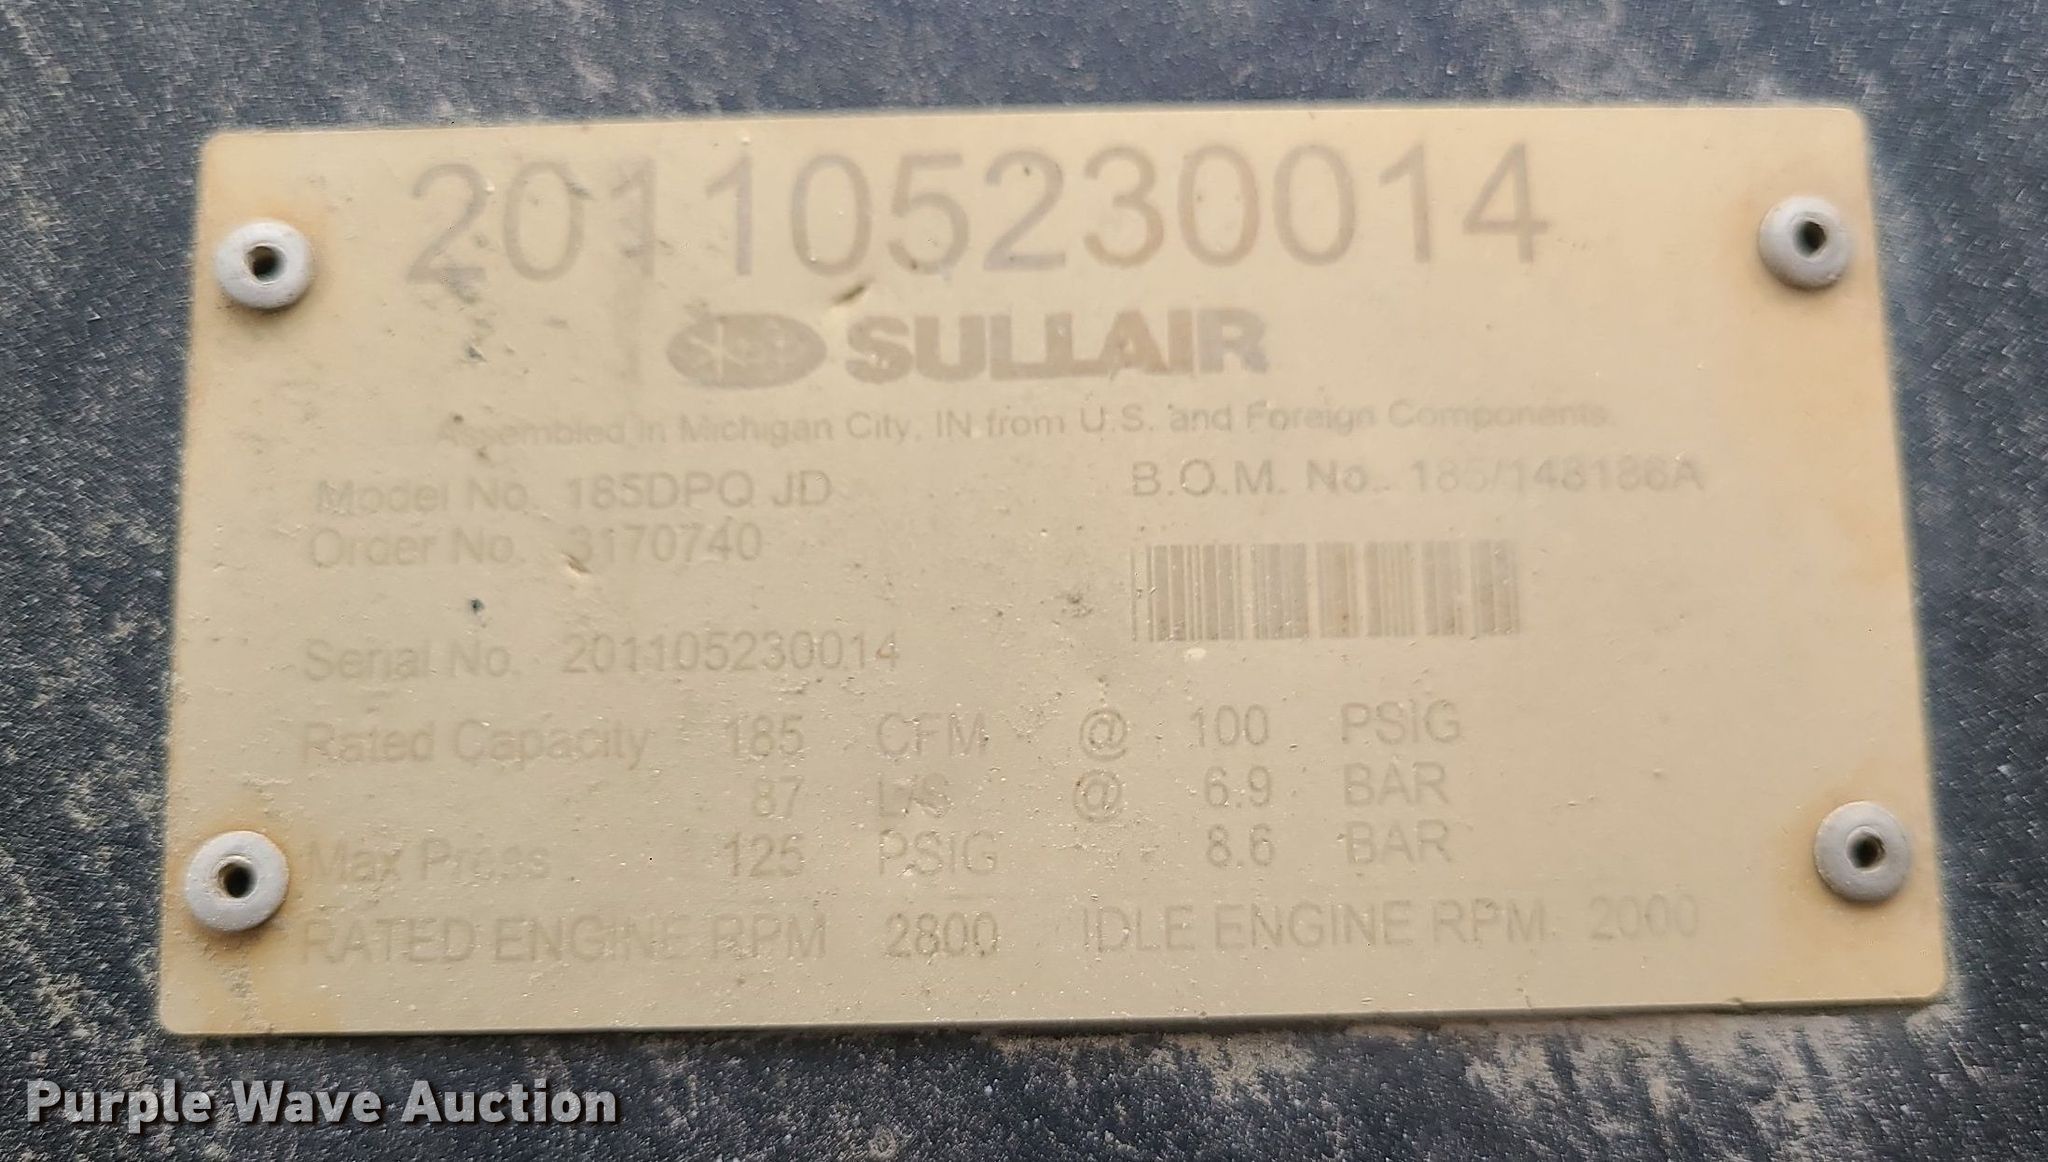 201105230014
SULLAIR
Assembled in Michigan City, IN from U.S. and Foreign Components.
Model No. 185DPQ JD B.O.M. No. 185/148186A
Order No. 3170740
Serial No. 201105230014
Rated Capacity 185 CFM @ 100 PSIG
87 L/S @ 6.9 BAR
Max Press 125 PSIG 8.6 BAR
RATED ENGINE RPM 2800 IDLE ENGINE RPM 2000
Purple Wave Auction